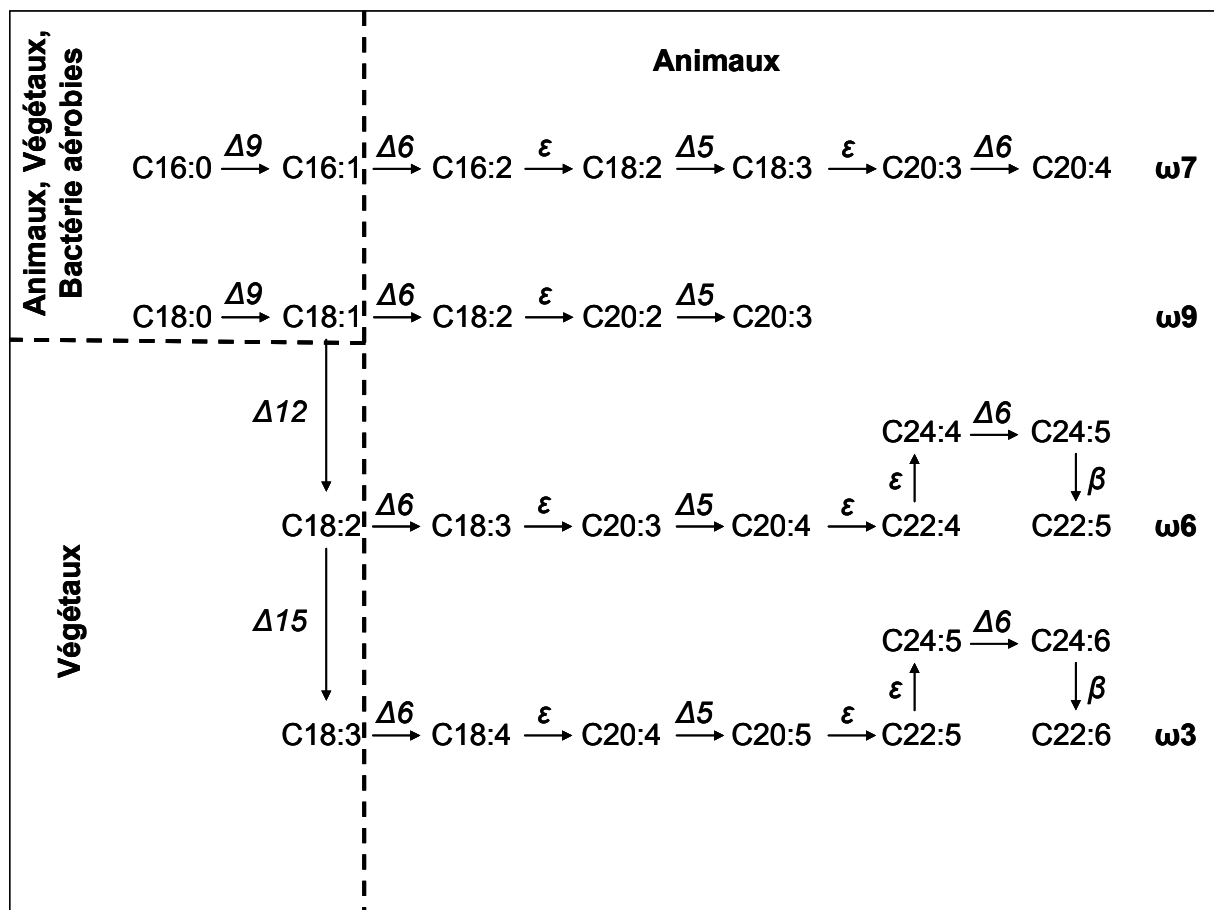 Animaux, Végétaux,
Bactérie aérobies
Animaux
Δ9 Δ6 ε Δ5 ε Δ6
C16:0 C16:1 C16:2 C18:2 C18:3 C20:3 C20:4 ω7
Δ9 Δ6 ε Δ5
C18:0 C18:1 C18:2 C20:2 C20:3 ω9
Δ12
Δ6
C24:4 C24:5
ε β
Δ6 ε Δ5 ε
C18:2 C18:3 C20:3 C20:4 C22:4 C22:5 ω6
Végétaux
Δ15
Δ6
C24:5 C24:6
ε β
Δ6 ε Δ5 ε
C18:3 C18:4 C20:4 C20:5 C22:5 C22:6 ω3